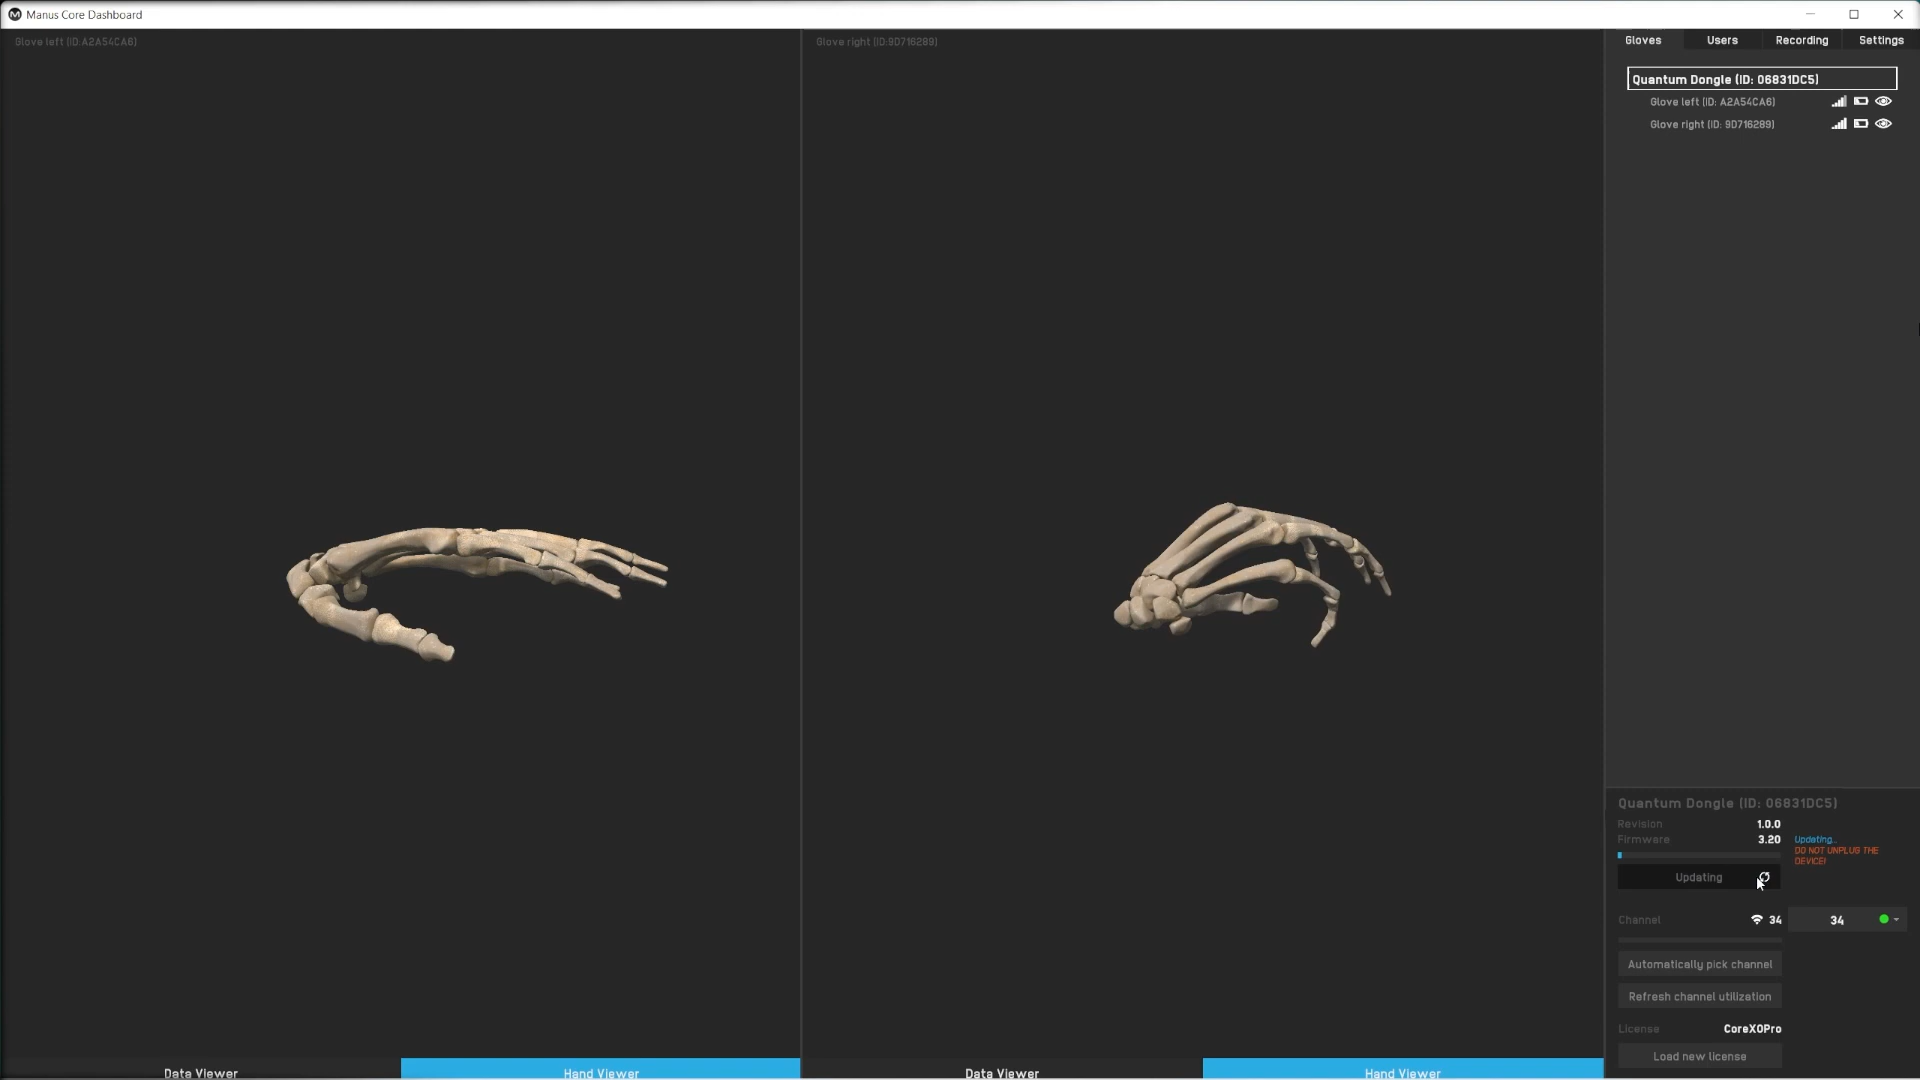 Manus Core Dashboard
Glove left (ID:A2A54CA6)
Glove right (ID:9D716289)
Gloves
Users
Recording
Settings
Quantum Dongle (ID: 06831DC5)
Glove left (ID: A2A54CA6)
Glove right (ID: 9D716289)
Quantum Dongle (ID: 06831DC5)
Revision 1.0.0
Firmware 3.20
Updating...
DO NOT UNPLUG THE
DEVICE!
Updating
Channel 34 34
Automatically pick channel
Refresh channel utilization
License CoreXOPro
Load new license
Data Viewer
Hand Viewer
Data Viewer
Hand Viewer